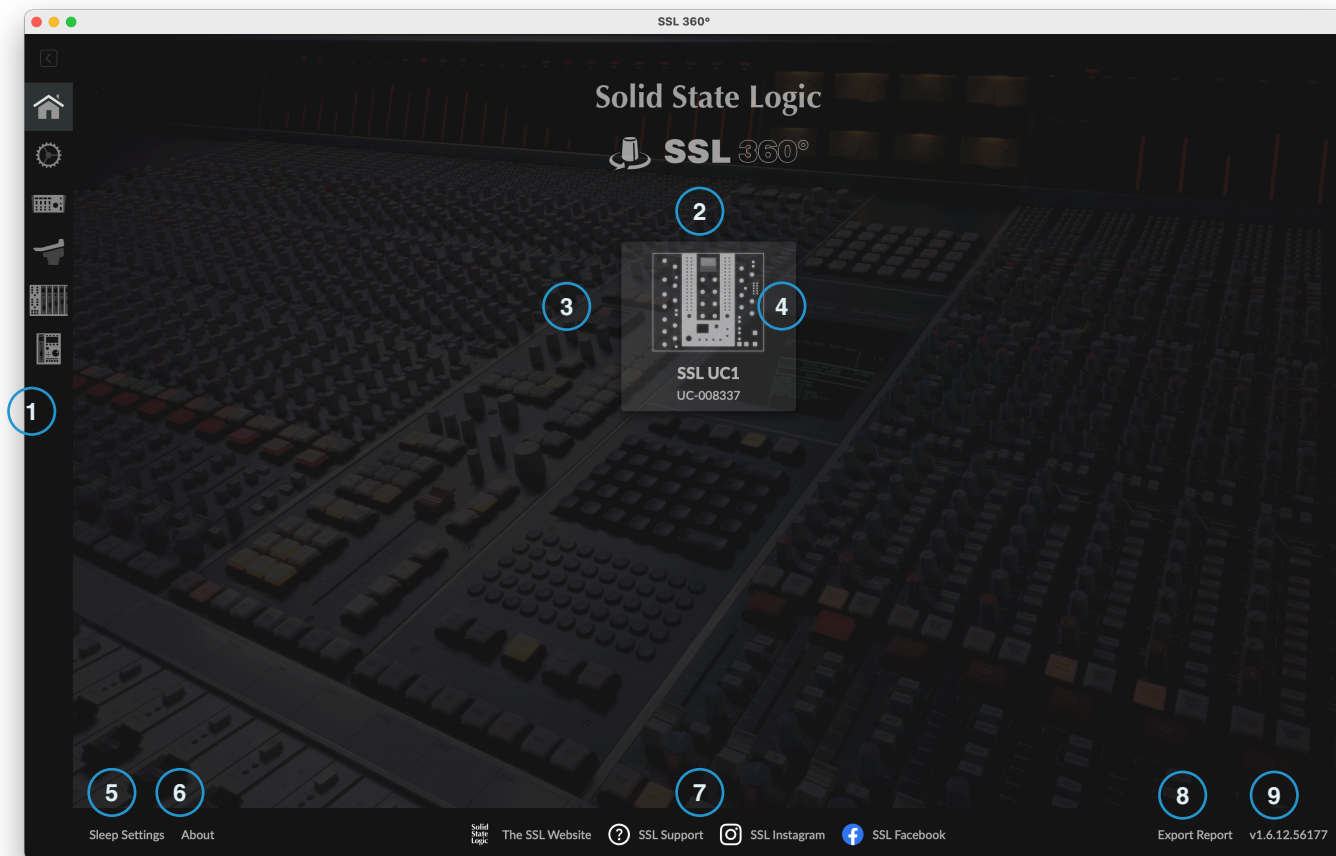 SSL 360°
Solid State Logic
SSL 360°
2
3
4
SSL UC1
UC-008337
1
5
6
7
8
9
Sleep Settings
About
Solid
State
Logic
The SSL Website
?
SSL Support
SSL Instagram
f
SSL Facebook
Export Report
v1.6.12.56177